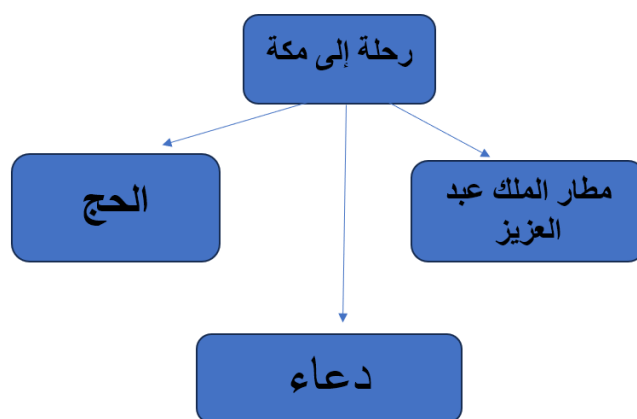 رحلة إلى مكة
مطار الملك عبد
العزيز
الحج
دعاء